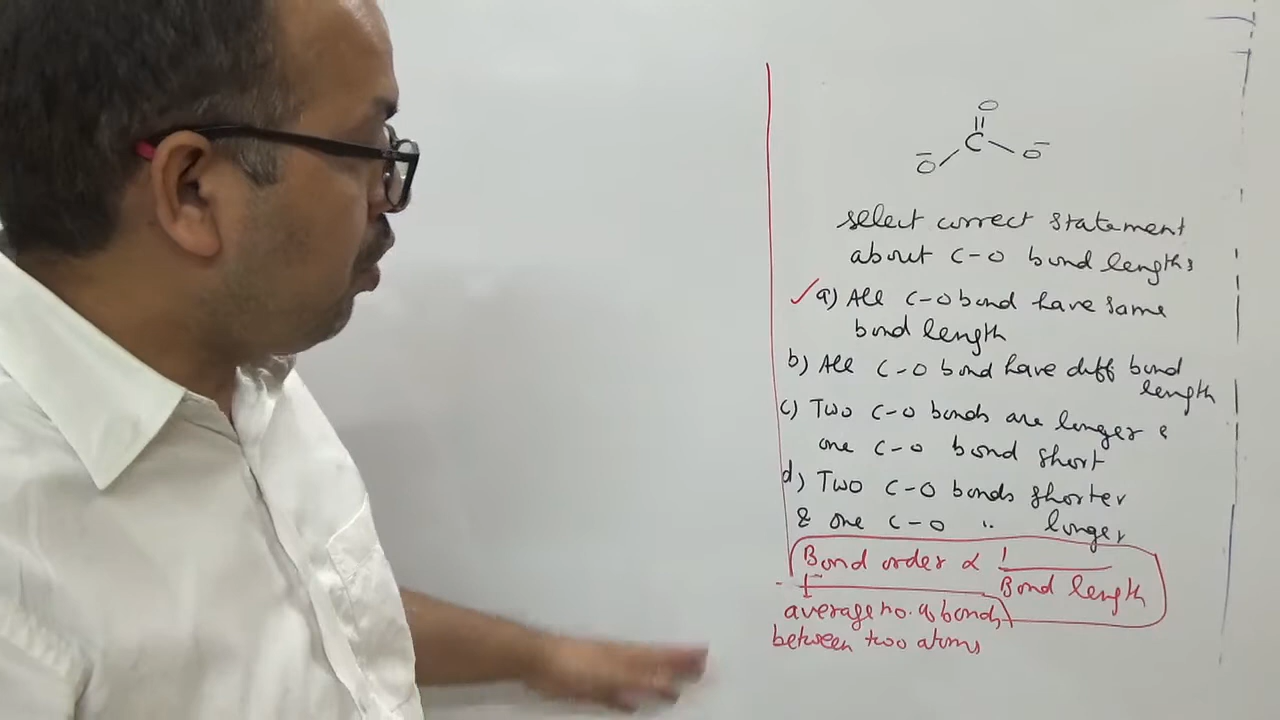 O
||
C
⁻O O⁻
select correct statement
about C-O bond lengths
✓ a) All C-O bond have same
bond length
b) All C-O bond have diff bond
length
c) Two C-O bonds are longer &
one C-O bond short
d) Two C-O bonds shorter
& one C-O " longer
Bond order ∝ 1
Bond length
average no. of bonds
between two atoms